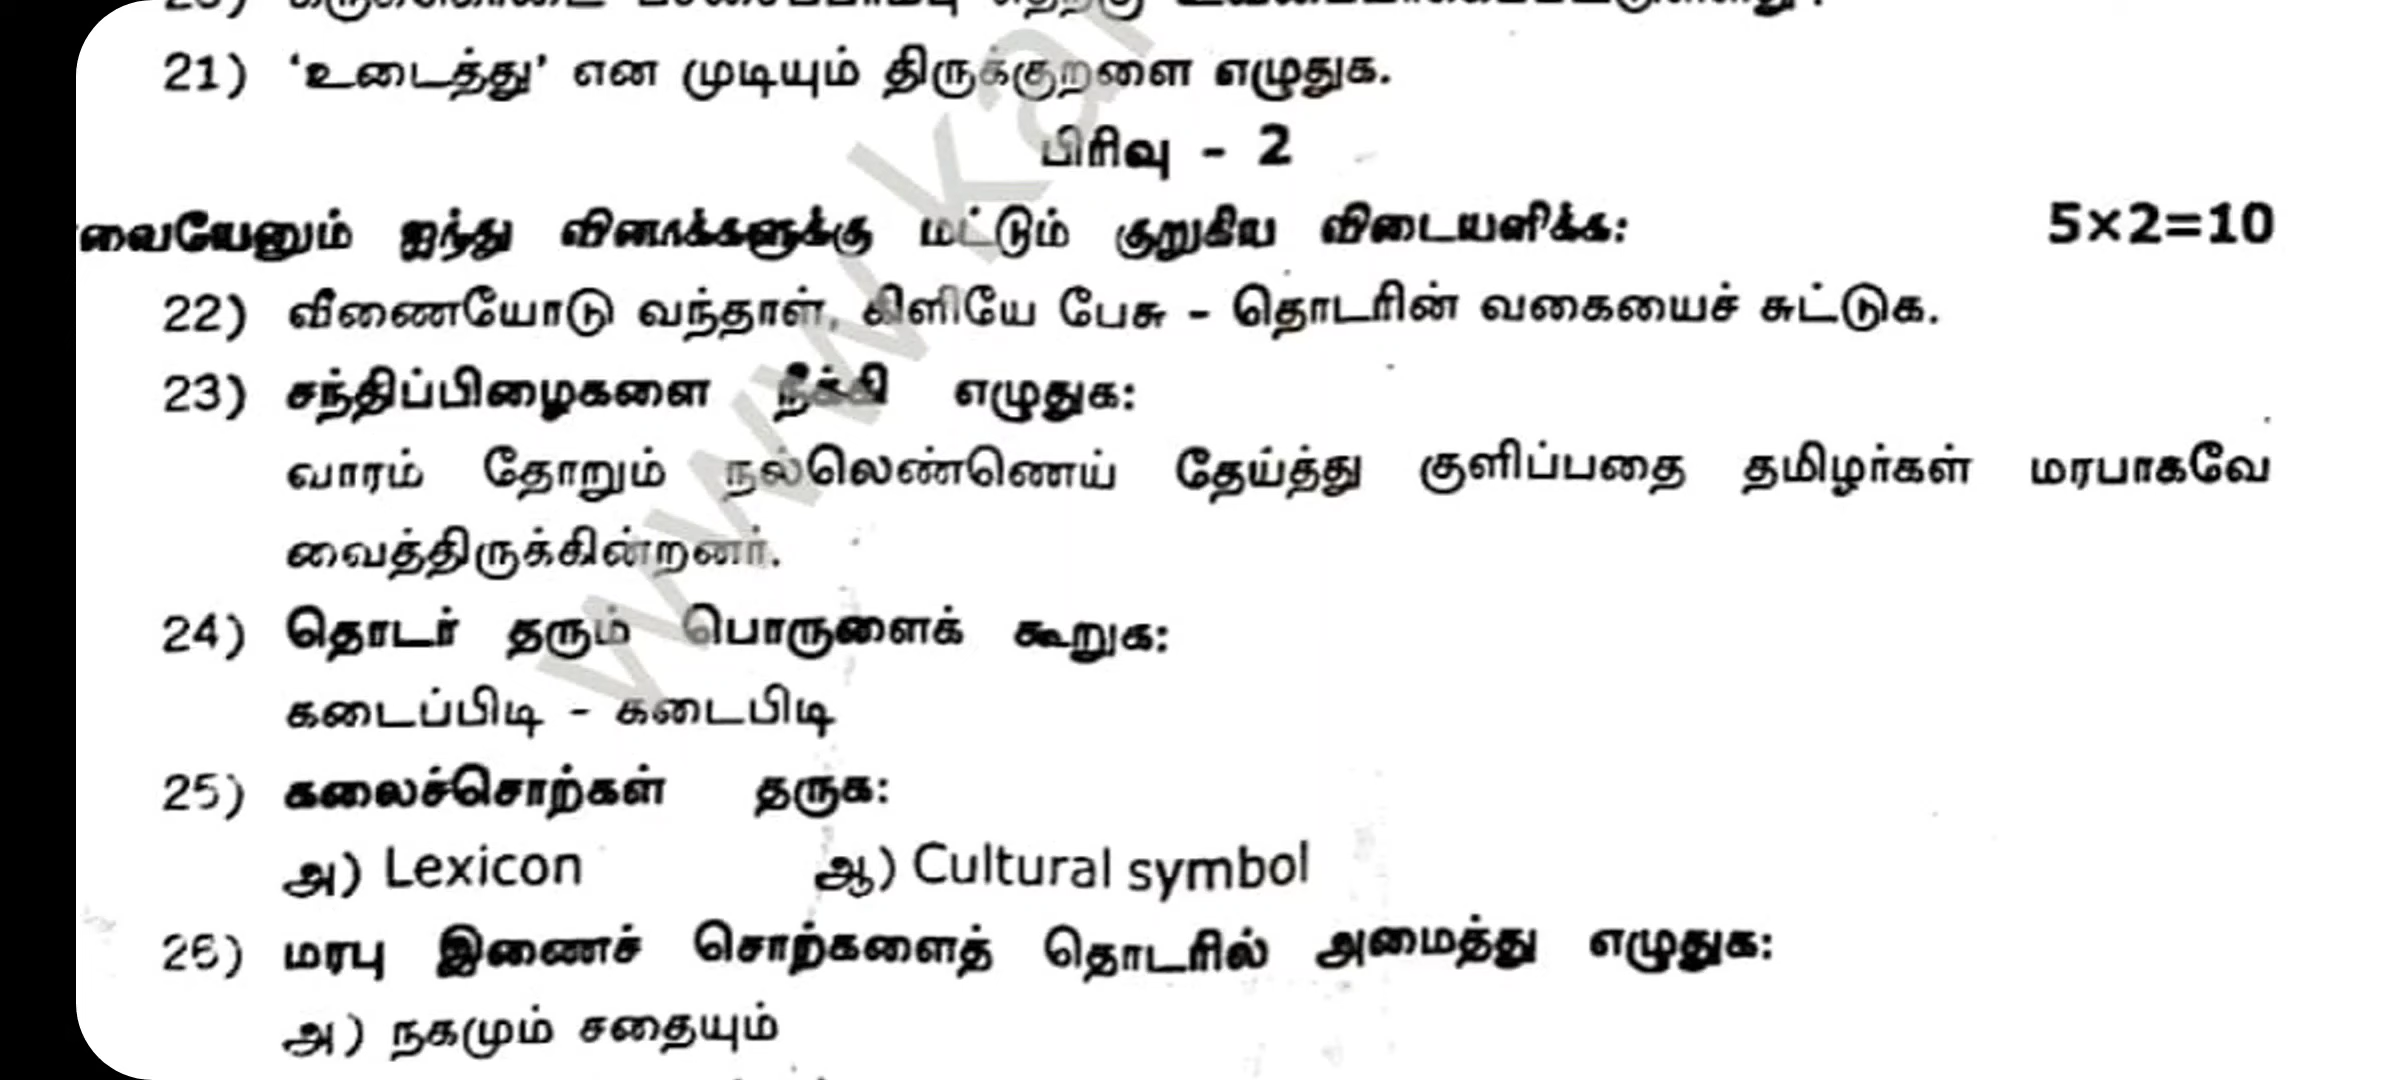 21) 'உடைத்து' என முடியும் திருக்குறளை எழுதுக.
பிரிவு - 2
வையேனும் ஐந்து வினாக்களுக்கு மட்டும் குறுகிய விடையளிக்க: 5×2=10
22) வீணையோடு வந்தாள், கிளியே பேசு - தொடரின் வகையைச் சுட்டுக.
23) சந்திப்பிழைகளை நீக்கி எழுதுக:
வாரம் தோறும் நல்லெண்ணெய் தேய்த்து குளிப்பதை தமிழர்கள் மரபாகவே
வைத்திருக்கின்றனர்.
24) தொடர் தரும் பொருளைக் கூறுக:
கடைப்பிடி - கடைபிடி
25) கலைச்சொற்கள் தருக:
அ) Lexicon ஆ) Cultural symbol
26) மரபு இணைச் சொற்களைத் தொடரில் அமைத்து எழுதுக:
அ) நகமும் சதையும்
www.ka